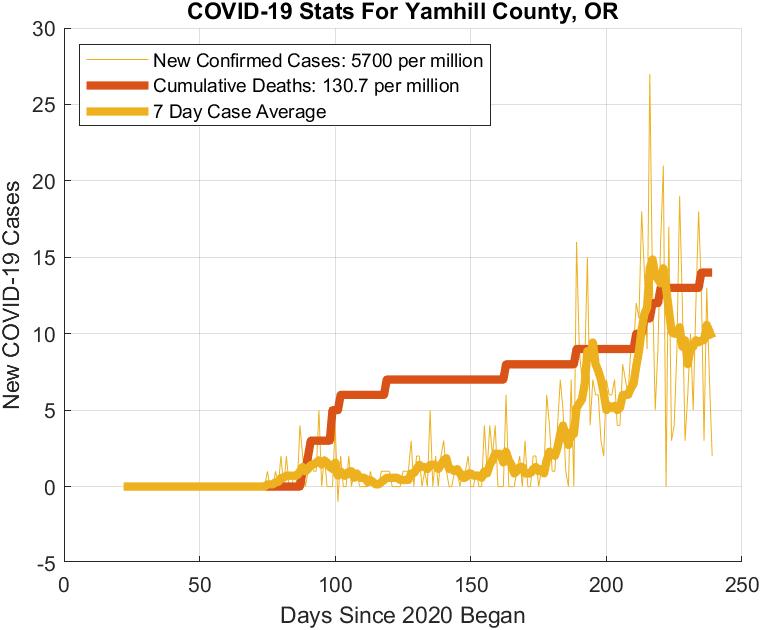 COVID-19 Stats For Yamhill County, OR
New Confirmed Cases: 5700 per million
Cumulative Deaths: 130.7 per million
7 Day Case Average
New COVID-19 Cases
30
25
20
15
10
5
0
-5
0 50 100 150 200 250
Days Since 2020 Began